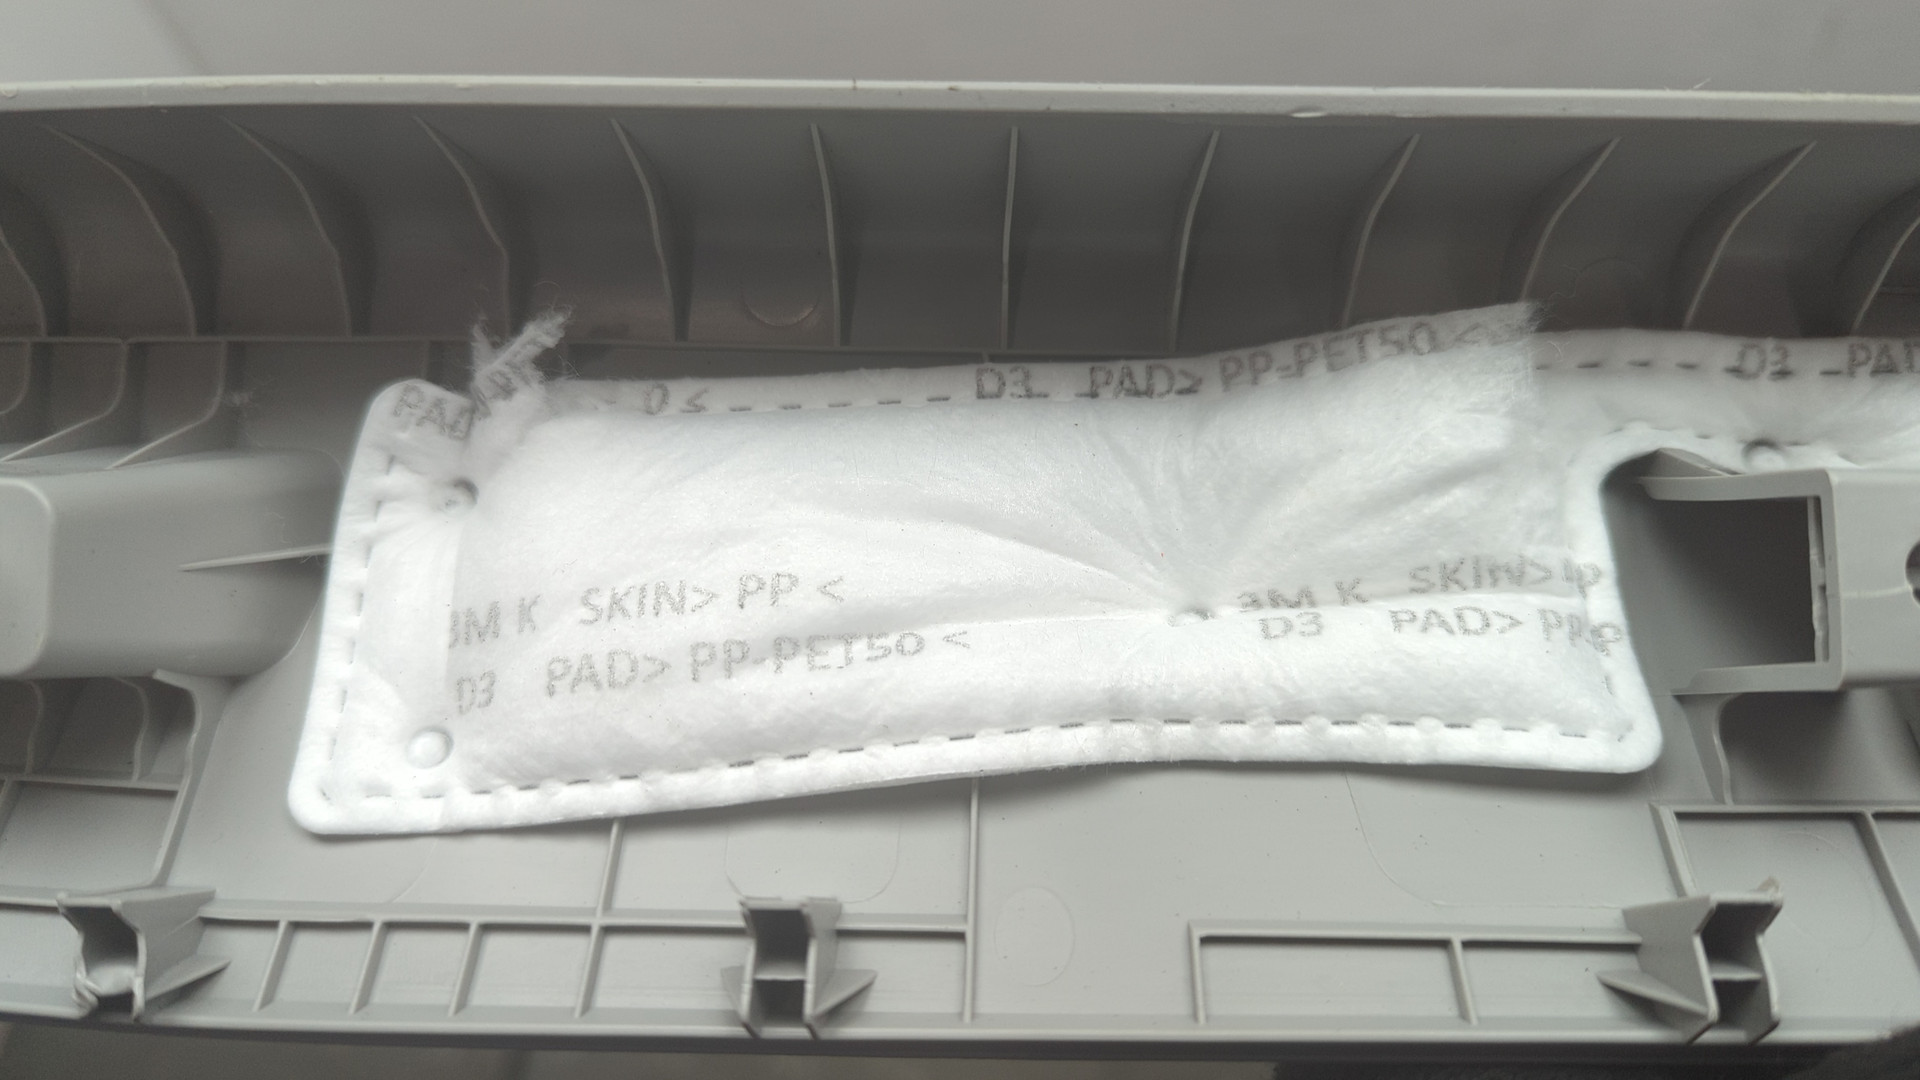 PAD
0 <
D3 PAD> PP-PET50 <
D3 PAD
3M K SKIN> PP <
D3 PAD> PP-PET50 <
3M K SKIN> PP
D3 PAD> PP-P